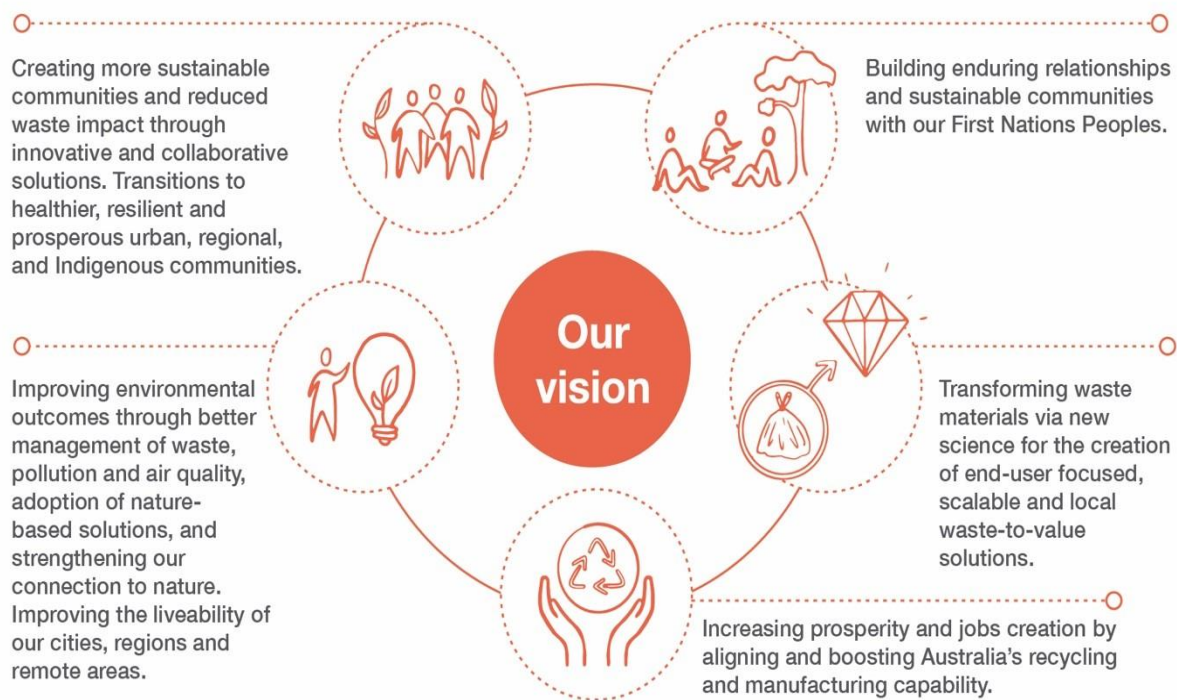 Creating more sustainable
communities and reduced
waste impact through
innovative and collaborative
solutions. Transitions to
healthier, resilient and
prosperous urban, regional,
and Indigenous communities.
Building enduring relationships
and sustainable communities
with our First Nations Peoples.
Our
vision
Improving environmental
outcomes through better
management of waste,
pollution and air quality,
adoption of nature-
based solutions, and
strengthening our
connection to nature.
Improving the liveability of
our cities, regions and
remote areas.
Transforming waste
materials via new
science for the creation
of end-user focused,
scalable and local
waste-to-value
solutions.
Increasing prosperity and jobs creation by
aligning and boosting Australia's recycling
and manufacturing capability.